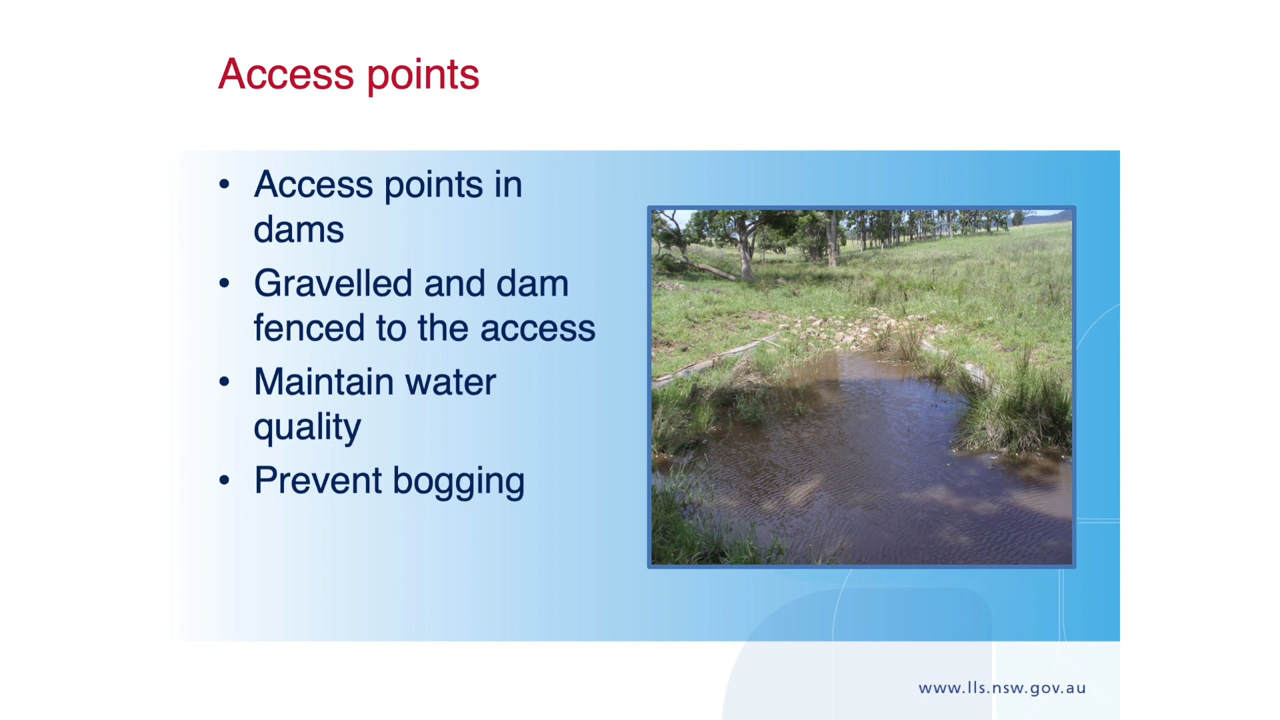 Access points
• Access points in
dams
• Gravelled and dam
fenced to the access
• Maintain water
quality
• Prevent bogging
www.lls.nsw.gov.au